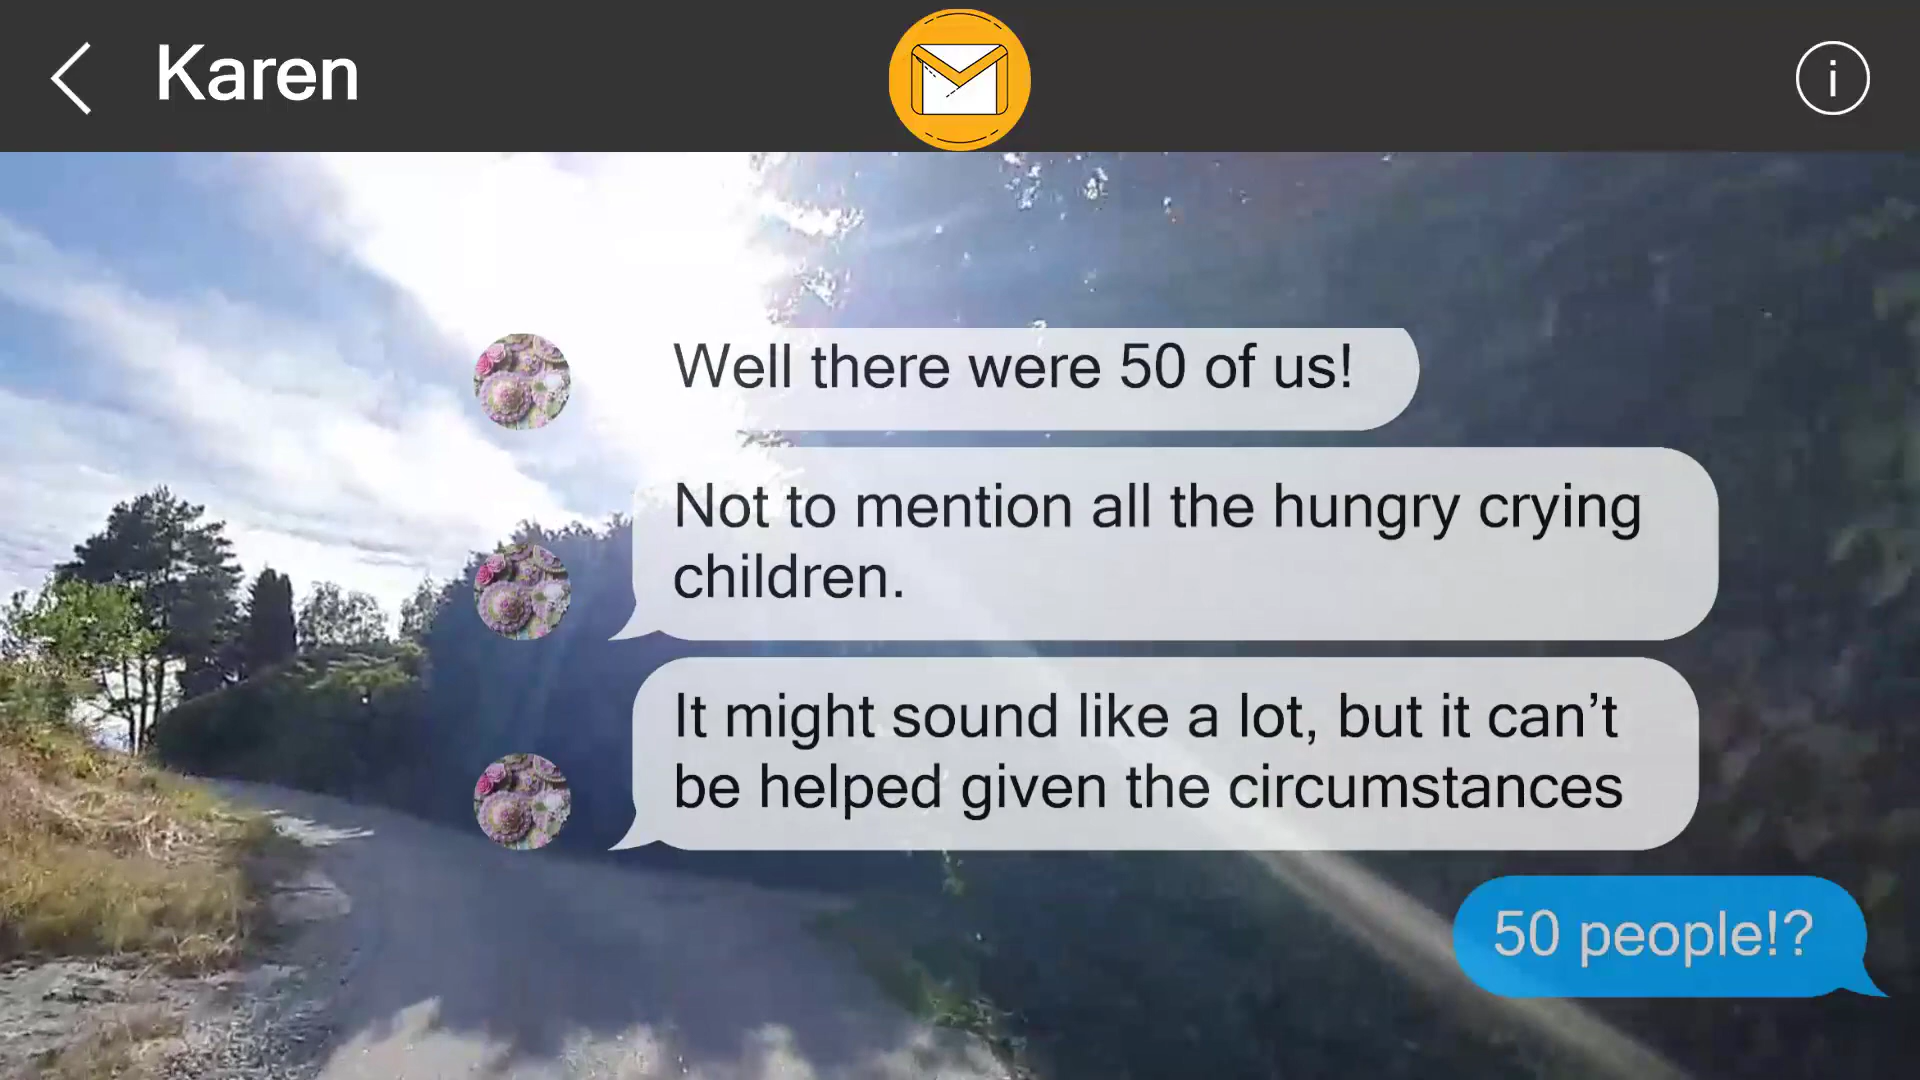 Karen
i
Well there were 50 of us!
Not to mention all the hungry crying
children.
It might sound like a lot, but it can’t
be helped given the circumstances
50 people!?